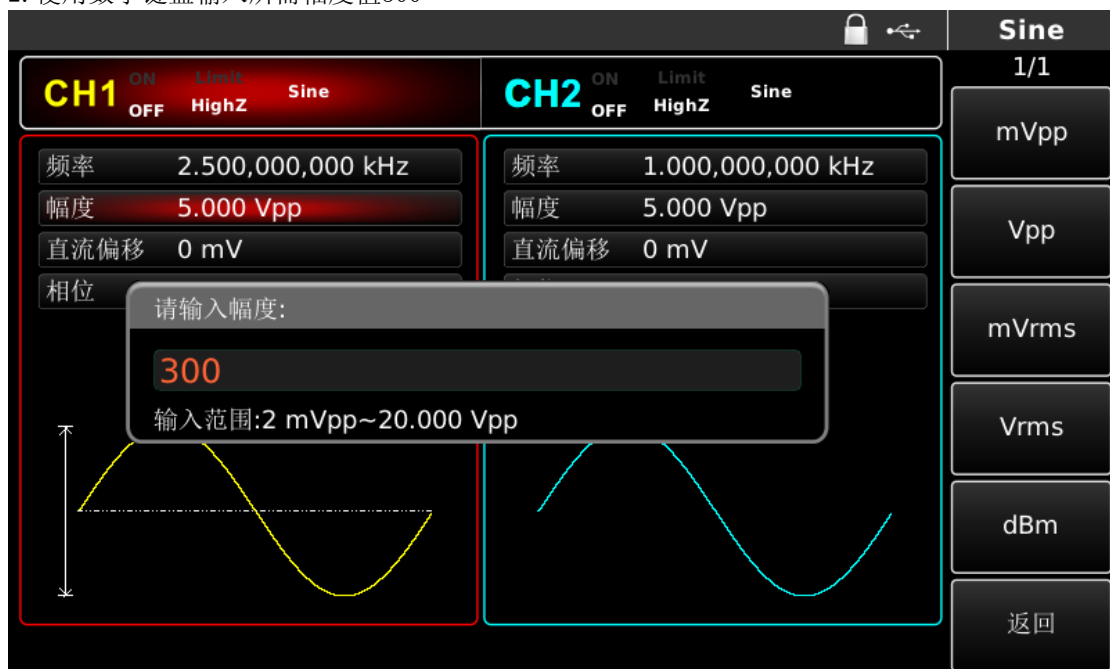 Sine
1/1
CH1 ON OFF Limit HighZ Sine
CH2 ON OFF Limit HighZ Sine
mVpp
频率 2.500,000,000 kHz
频率 1.000,000,000 kHz
幅度 5.000 Vpp
幅度 5.000 Vpp
Vpp
直流偏移 0 mV
直流偏移 0 mV
相位
请输入幅度:
mVrms
300
输入范围:2 mVpp~20.000 Vpp
Vrms
dBm
返回